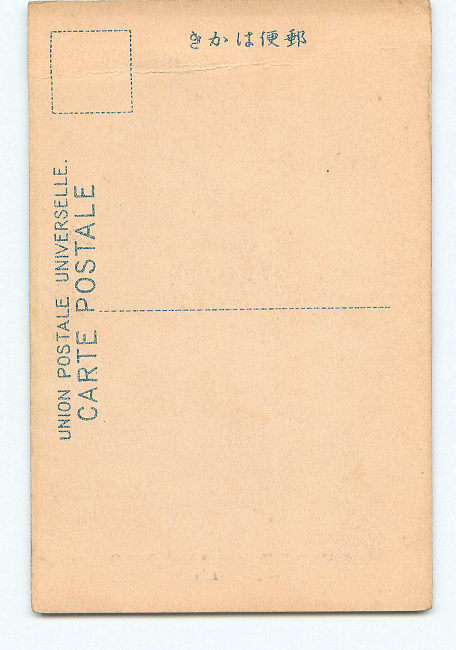 きかは便郵
UNION POSTALE UNIVERSELLE.
CARTE POSTALE